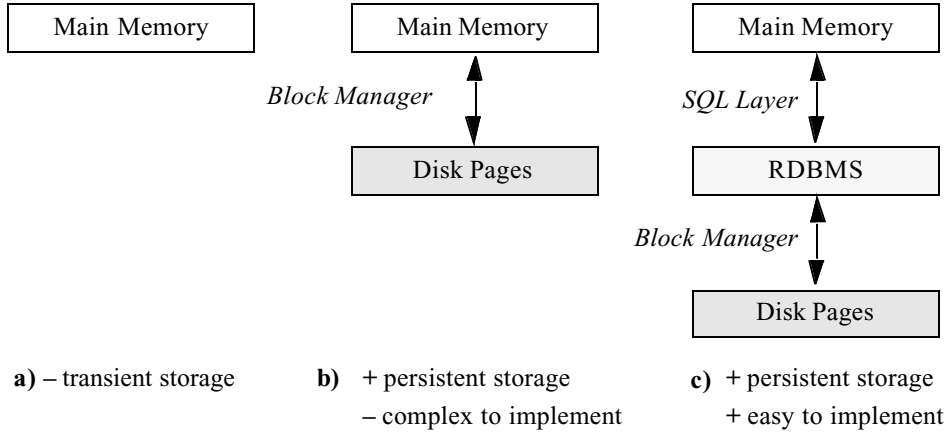 Main Memory
Main Memory
Main Memory
Block Manager
SQL Layer
Disk Pages
RDBMS
Block Manager
Disk Pages
a) – transient storage
b) + persistent storage
– complex to implement
c) + persistent storage
+ easy to implement